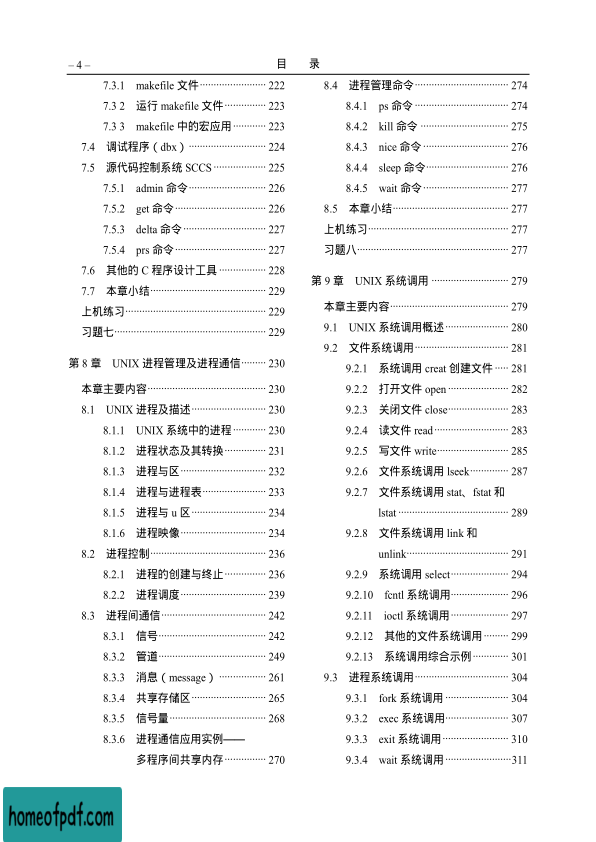 – 4 –
目 录
7.3.1 makefile 文件 222
7.3 2 运行 makefile 文件 223
7.3 3 makefile 中的宏应用 223
7.4 调试程序（dbx） 224
7.5 源代码控制系统 SCCS 225
7.5.1 admin 命令 226
7.5.2 get 命令 226
7.5.3 delta 命令 227
7.5.4 prs 命令 227
7.6 其他的 C 程序设计工具 228
7.7 本章小结 229
上机练习 229
习题七 229
第 8 章 UNIX 进程管理及进程通信 230
本章主要内容 230
8.1 UNIX 进程及描述 230
8.1.1 UNIX 系统中的进程 230
8.1.2 进程状态及其转换 231
8.1.3 进程与区 232
8.1.4 进程与进程表 233
8.1.5 进程与 u 区 234
8.1.6 进程映像 234
8.2 进程控制 236
8.2.1 进程的创建与终止 236
8.2.2 进程调度 239
8.3 进程间通信 242
8.3.1 信号 242
8.3.2 管道 249
8.3.3 消息（message） 261
8.3.4 共享存储区 265
8.3.5 信号量 268
8.3.6 进程通信应用实例——
多程序间共享内存 270
8.4 进程管理命令 274
8.4.1 ps 命令 274
8.4.2 kill 命令 275
8.4.3 nice 命令 276
8.4.4 sleep 命令 276
8.4.5 wait 命令 277
8.5 本章小结 277
上机练习 277
习题八 277
第 9 章 UNIX 系统调用 279
本章主要内容 279
9.1 UNIX 系统调用概述 280
9.2 文件系统调用 281
9.2.1 系统调用 creat 创建文件 281
9.2.2 打开文件 open 282
9.2.3 关闭文件 close 283
9.2.4 读文件 read 283
9.2.5 写文件 write 285
9.2.6 文件系统调用 lseek 287
9.2.7 文件系统调用 stat、fstat 和
lstat 289
9.2.8 文件系统调用 link 和
unlink 291
9.2.9 系统调用 select 294
9.2.10 fcntl 系统调用 296
9.2.11 ioctl 系统调用 297
9.2.12 其他的文件系统调用 299
9.2.13 系统调用综合示例 301
9.3 进程系统调用 304
9.3.1 fork 系统调用 304
9.3.2 exec 系统调用 307
9.3.3 exit 系统调用 310
9.3.4 wait 系统调用 311
homeofpdf.com